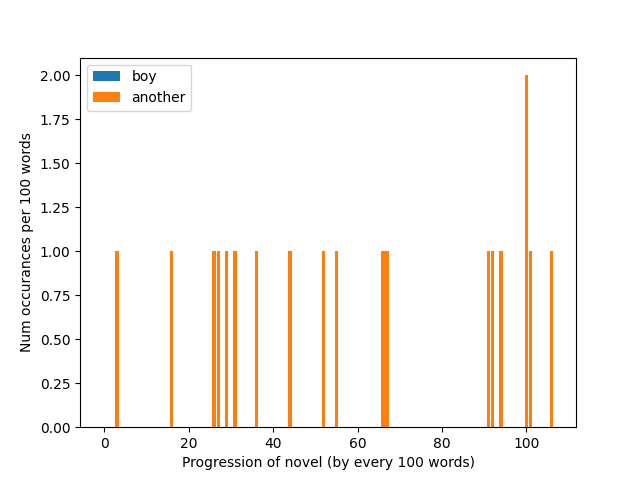 boy
another
2.00
1.75
1.50
1.25
1.00
0.75
0.50
0.25
0.00
Num occurances per 100 words
0 20 40 60 80 100
Progression of novel (by every 100 words)